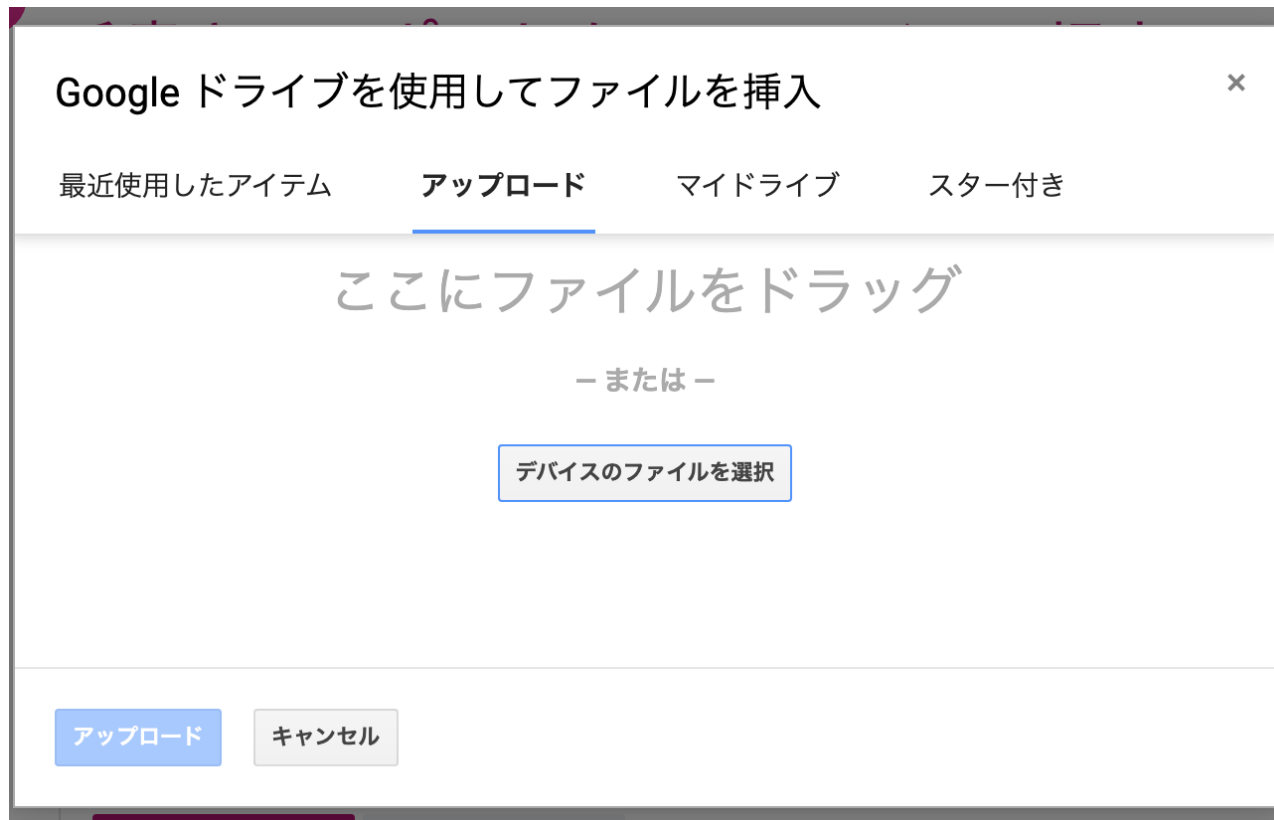 Google ドライブを使用してファイルを挿入
×
最近使用したアイテム アップロード マイドライブ スター付き
ここにファイルをドラッグ
– または –
デバイスのファイルを選択
アップロード キャンセル